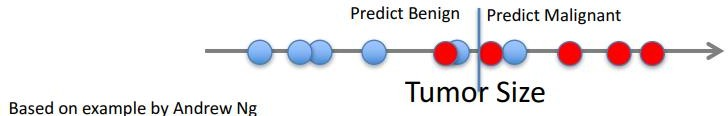 Predict Benign
Predict Malignant
Tumor Size
Based on example by Andrew Ng